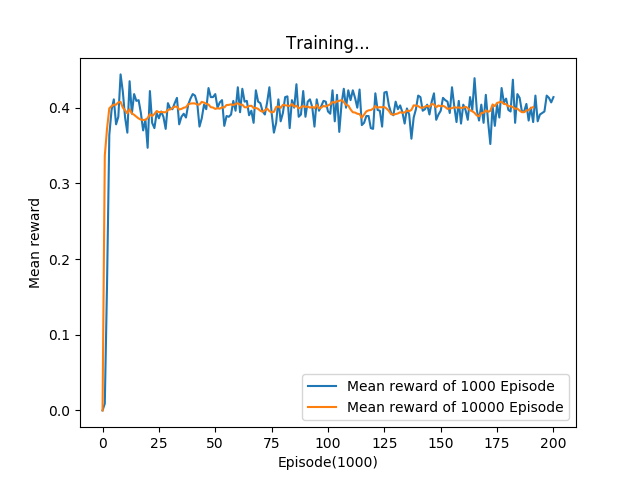 Training...
Mean reward
0.4
0.3
0.2
0.1
0.0
Mean reward of 1000 Episode
Mean reward of 10000 Episode
0 25 50 75 100 125 150 175 200
Episode(1000)